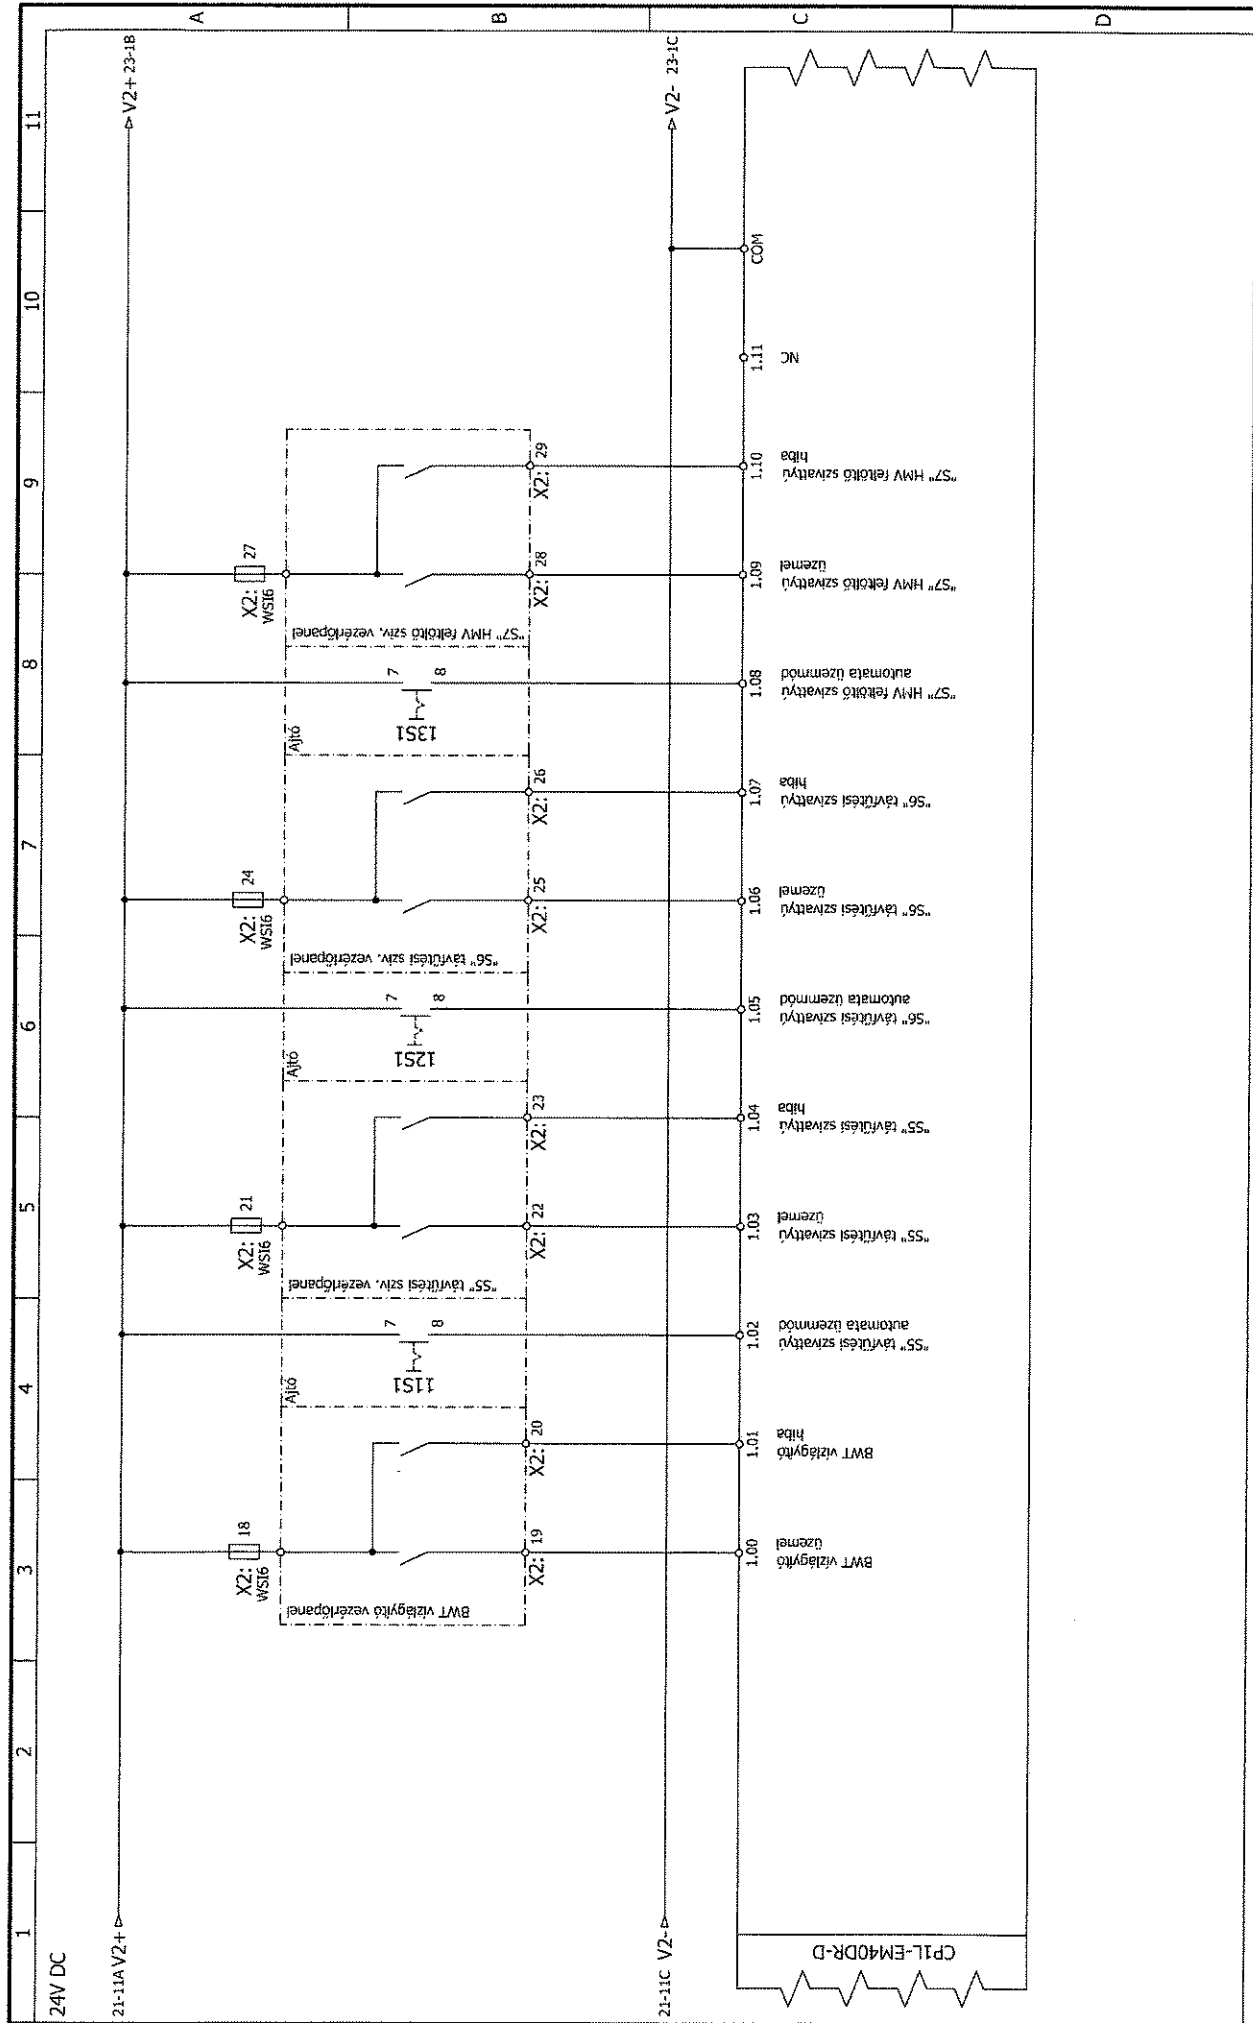 1 2 3 4 5 6 7 8 9 10 11
A
B
C
D
24V DC
21-11A V2+
V2+ 23-1B
X2: 18
WSI6
X2: 21
WSI6
X2: 24
WSI6
X2: 27
WSI6
BWT vízlágyító vezérlőpanel
Ajtó
"S5" távfűtési sziv. vezérlőpanel
Ajtó
"S6" távfűtési sziv. vezérlőpanel
Ajtó
"S7" HMV feltöltő sziv. vezérlőpanel
11S1
7
8
12S1
7
8
13S1
7
8
X2: 19
X2: 20
X2: 22
X2: 23
X2: 25
X2: 26
X2: 28
X2: 29
21-11C V2-
V2- 23-1C
1.00
1.01
1.02
1.03
1.04
1.05
1.06
1.07
1.08
1.09
1.10
1.11
COM
BWT vízlágyító
üzemel
BWT vízlágyító
hiba
"S5" távfűtési szivattyú
automata üzemmód
"S5" távfűtési szivattyú
üzemel
"S5" távfűtési szivattyú
hiba
"S6" távfűtési szivattyú
automata üzemmód
"S6" távfűtési szivattyú
üzemel
"S6" távfűtési szivattyú
hiba
"S7" HMV feltöltő szivattyú
automata üzemmód
"S7" HMV feltöltő szivattyú
üzemel
"S7" HMV feltöltő szivattyú
hiba
NC
CP1L-EM40DR-D